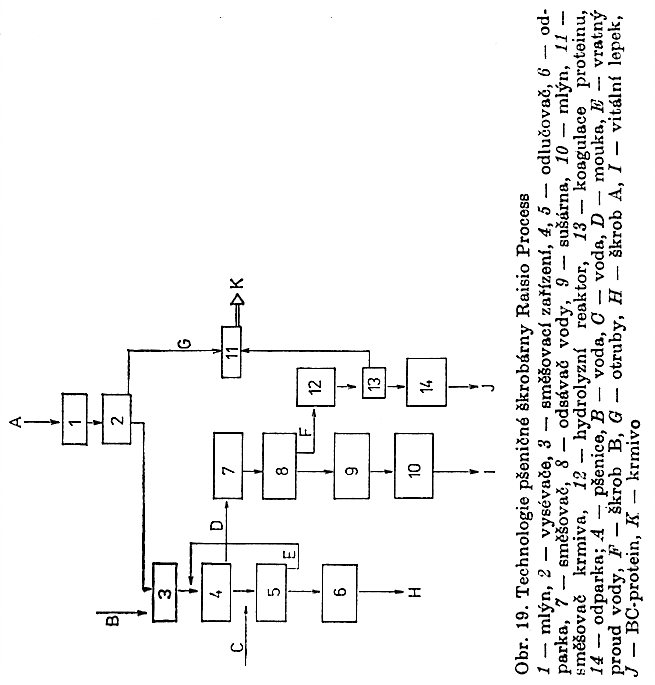 A
1
2
B
3
G
4
D
7
11
K
C
5
E
8
F
12
6
9
13
H
10
14
I
J
Obr. 19. Technologie pšeničné škrobárny Raisio Process
1 — mlýn, 2 — vysévače, 3 — směšovací zařízení, 4, 5 — odlučovač, 6 — od-
parka, 7 — směšovač, 8 — odsávač vody, 9 — sušárna, 10 — mlýn, 11 —
směšovač krmiva, 12 — hydrolyzní reaktor, 13 — koagulace proteinu,
14 — odparka; A — pšenice, B — voda, C — voda, D — mouka, E — vratný
proud vody, F — škrob B, G — otruby, H — škrob A, I — vitální lepek,
J — BC-protein, K — krmivo